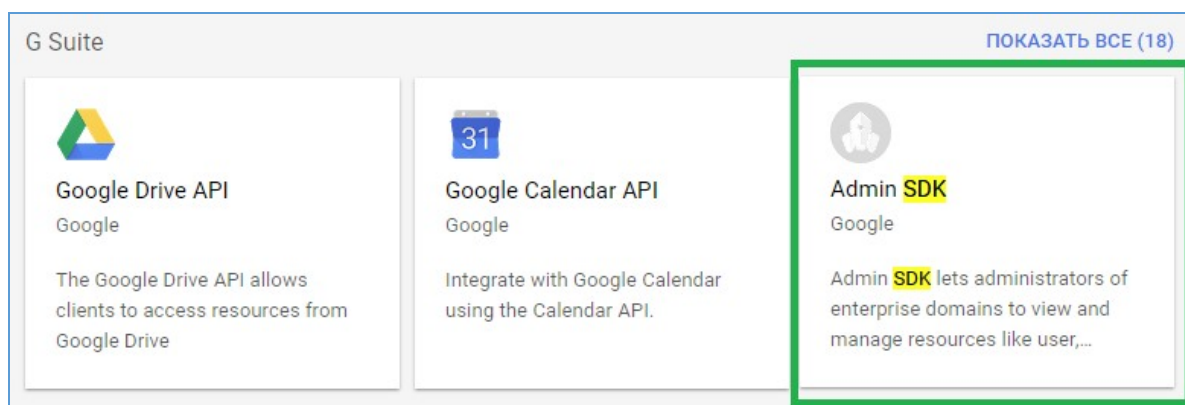 G Suite
ПОКАЗАТЬ ВСЕ (18)
31
Google Drive API
Google
The Google Drive API allows
clients to access resources from
Google Drive
Google Calendar API
Google
Integrate with Google Calendar
using the Calendar API.
Admin SDK
Google
Admin SDK lets administrators of
enterprise domains to view and
manage resources like user,...